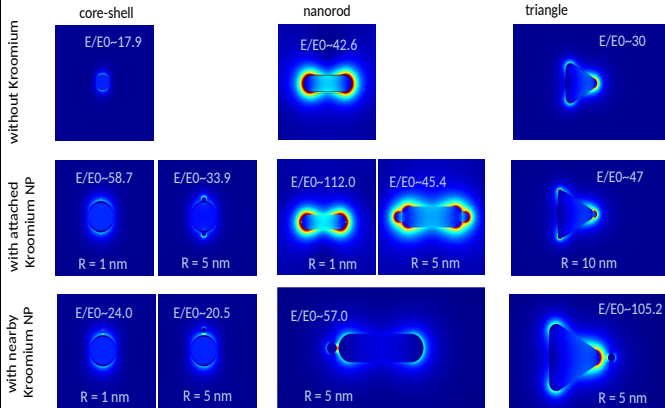 core-shell
nanorod
triangle
without Kroomium
E/E0~17.9
E/E0~42.6
E/E0~30
with attached
Kroomium NP
E/E0~58.7
R = 1 nm
E/E0~33.9
R = 5 nm
E/E0~112.0
R = 1 nm
E/E0~45.4
R = 5 nm
E/E0~47
R = 10 nm
with nearby
Kroomium NP
E/E0~24.0
R = 1 nm
E/E0~20.5
R = 5 nm
E/E0~57.0
R = 5 nm
E/E0~105.2
R = 5 nm